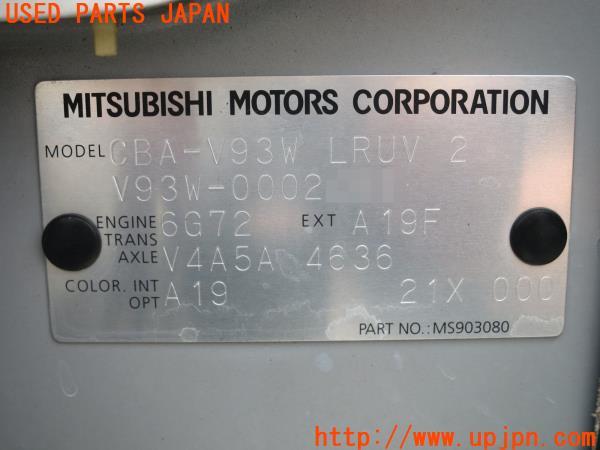 USED PARTS JAPAN
MITSUBISHI MOTORS CORPORATION
MODEL CBA-V93W LRUV 2
V93W-0002
ENGINE 6G72 EXT A19F
TRANS AXLE V4A5A 4636
COLOR. INT OPT A19 21X 000
PART NO.:MS903080
http://www.upjpn.com/